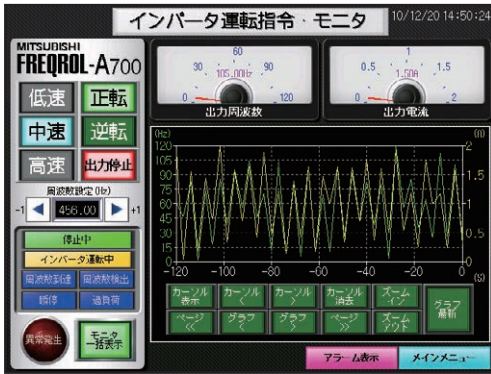 インバータ運転指令・モニタ
10/12/20 14:50:24
MITSUBISHI
FREQROL-A700
低速
正転
中速
逆転
高速
出力停止
周波数設定(Hz)
-1
456.00
+1
停止中
インバータ運転中
周波数到達
周波数検出
瞬停
過負荷
異常発生
モニタ
一括表示
60
30
90
105.00Hz
0
120
出力周波数
1
0.5
1.5
1.50A
0
2
出力電流
(Hz)
(A)
120
105
90
75
60
45
30
15
0
2
1.5
1
0.5
0
-120
-100
-80
-60
-40
-20
0
(S)
カーソル
表示
カーソル
<
カーソル
>
カーソル
消去
ズーム
イン
グラフ
最新
ページ
<<
グラフ
<
グラフ
>
ページ
>>
ズーム
アウト
アラーム表示
メインメニュー